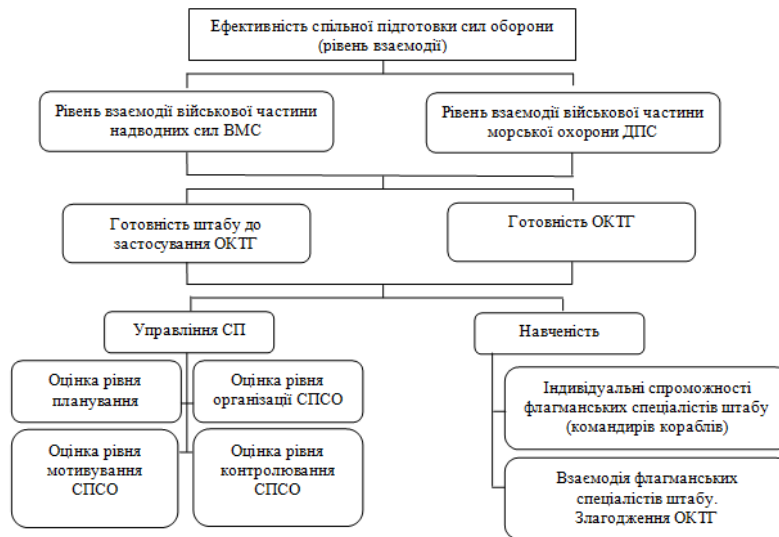 Ефективність спільної підготовки сил оборони
(рівень взаємодії)
Рівень взаємодії військової частини
надводних сил ВМС
Рівень взаємодії військової частини
морської охорони ДПС
Готовність штабу до
застосування ОКТГ
Готовність ОКТГ
Управління СП
Навченість
Оцінка рівня
планування
Оцінка рівня
організації СПСО
Оцінка рівня
мотивування
СПСО
Оцінка рівня
контролювання
СПСО
Індивідуальні спроможності
флагманських спеціалістів штабу
(командирів кораблів)
Взаємодія флагманських
спеціалістів штабу.
Злагодження ОКТГ